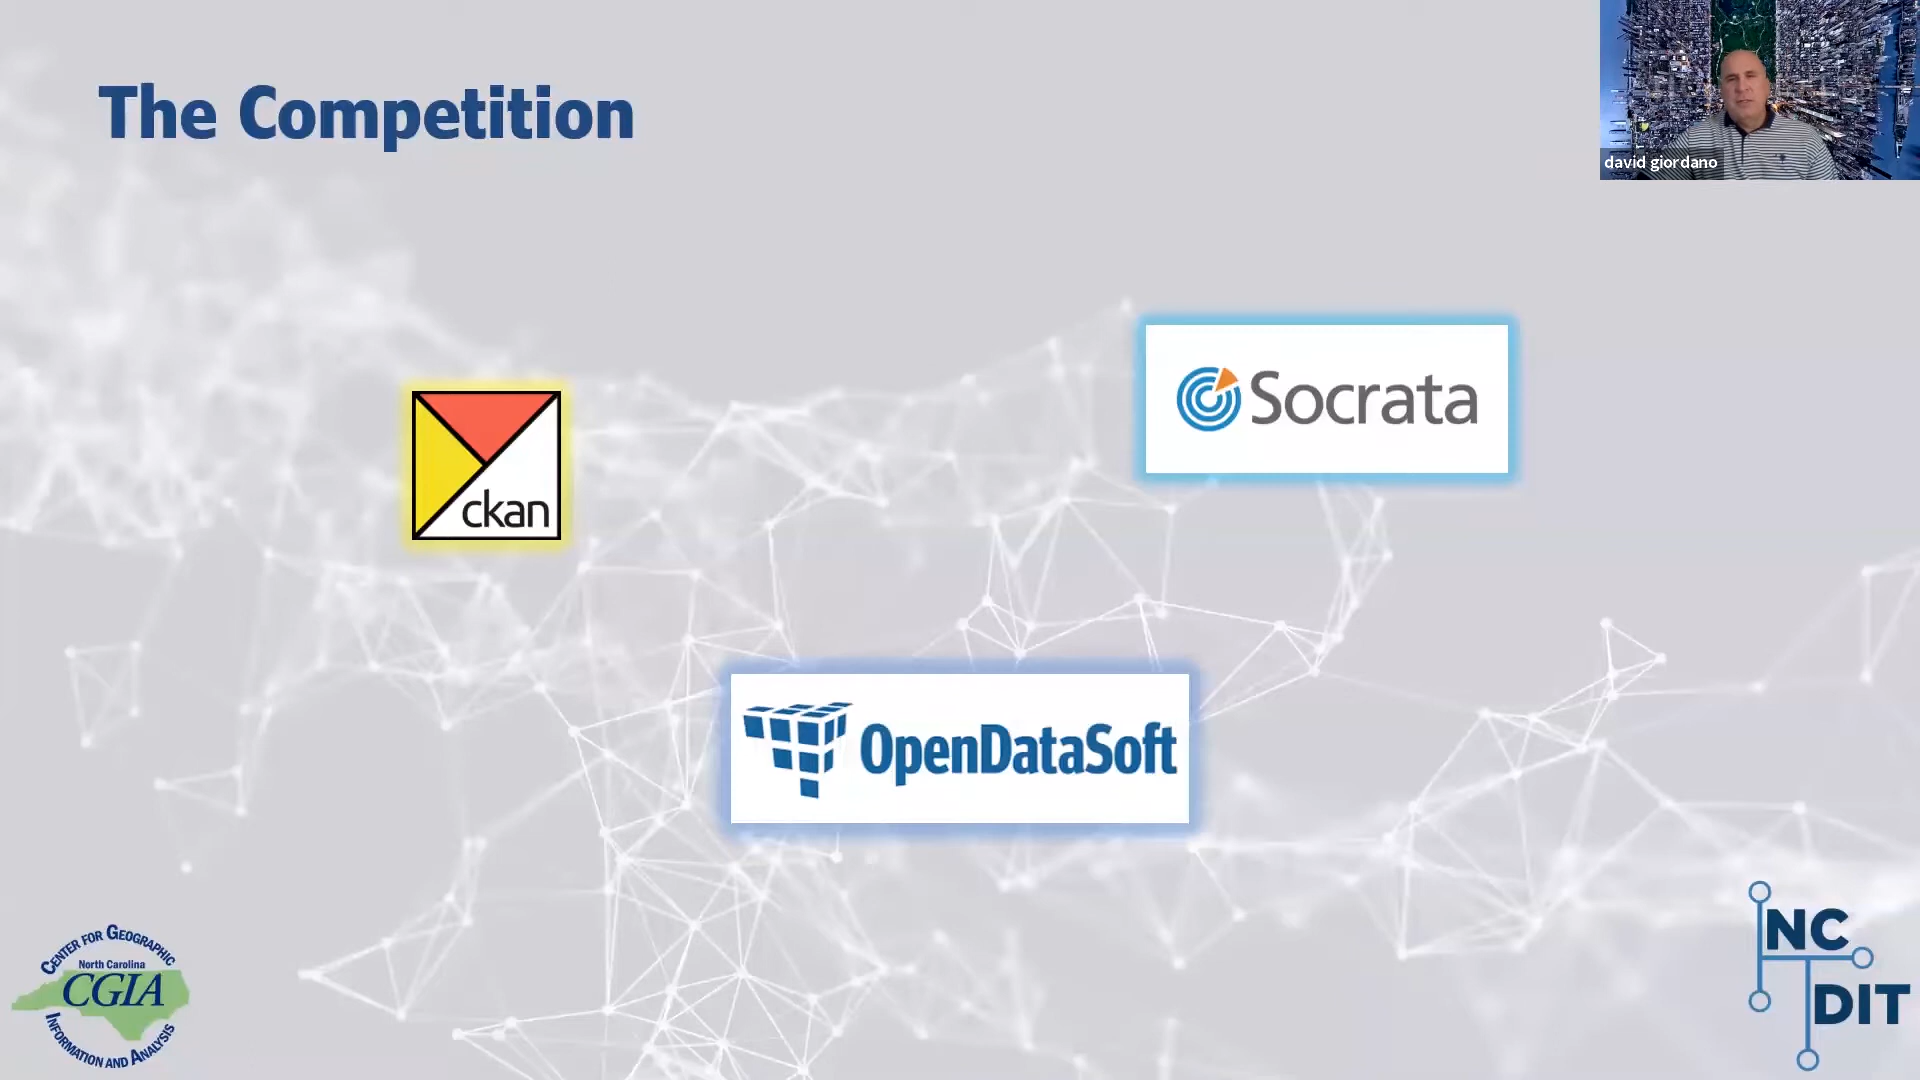 The Competition
david giordano
Socrata
ckan
OpenDataSoft
CENTER FOR GEOGRAPHIC
North Carolina
CGIA
INFORMATION AND ANALYSIS
NC
DIT